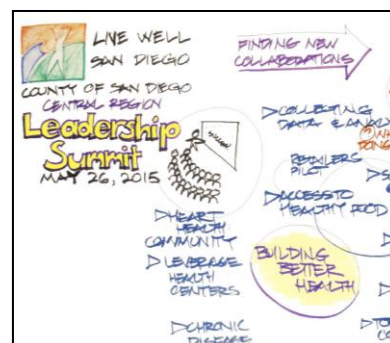 LIVE WELL
SAN DIEGO
COUNTY OF SAN DIEGO
CENTRAL REGION
Leadership
Summit
MAY 26, 2015
FINDING NEW
COLLABORATIONS
COLLECTING
DATA &
RETAILERS
PILOT
ACCESS TO
HEALTHY FOOD
HEART
HEALTH
COMMUNITY
LEVERAGE
HEALTH
CENTERS
CHRONIC
DISEASE
BUILDING
BETTER
HEALTH